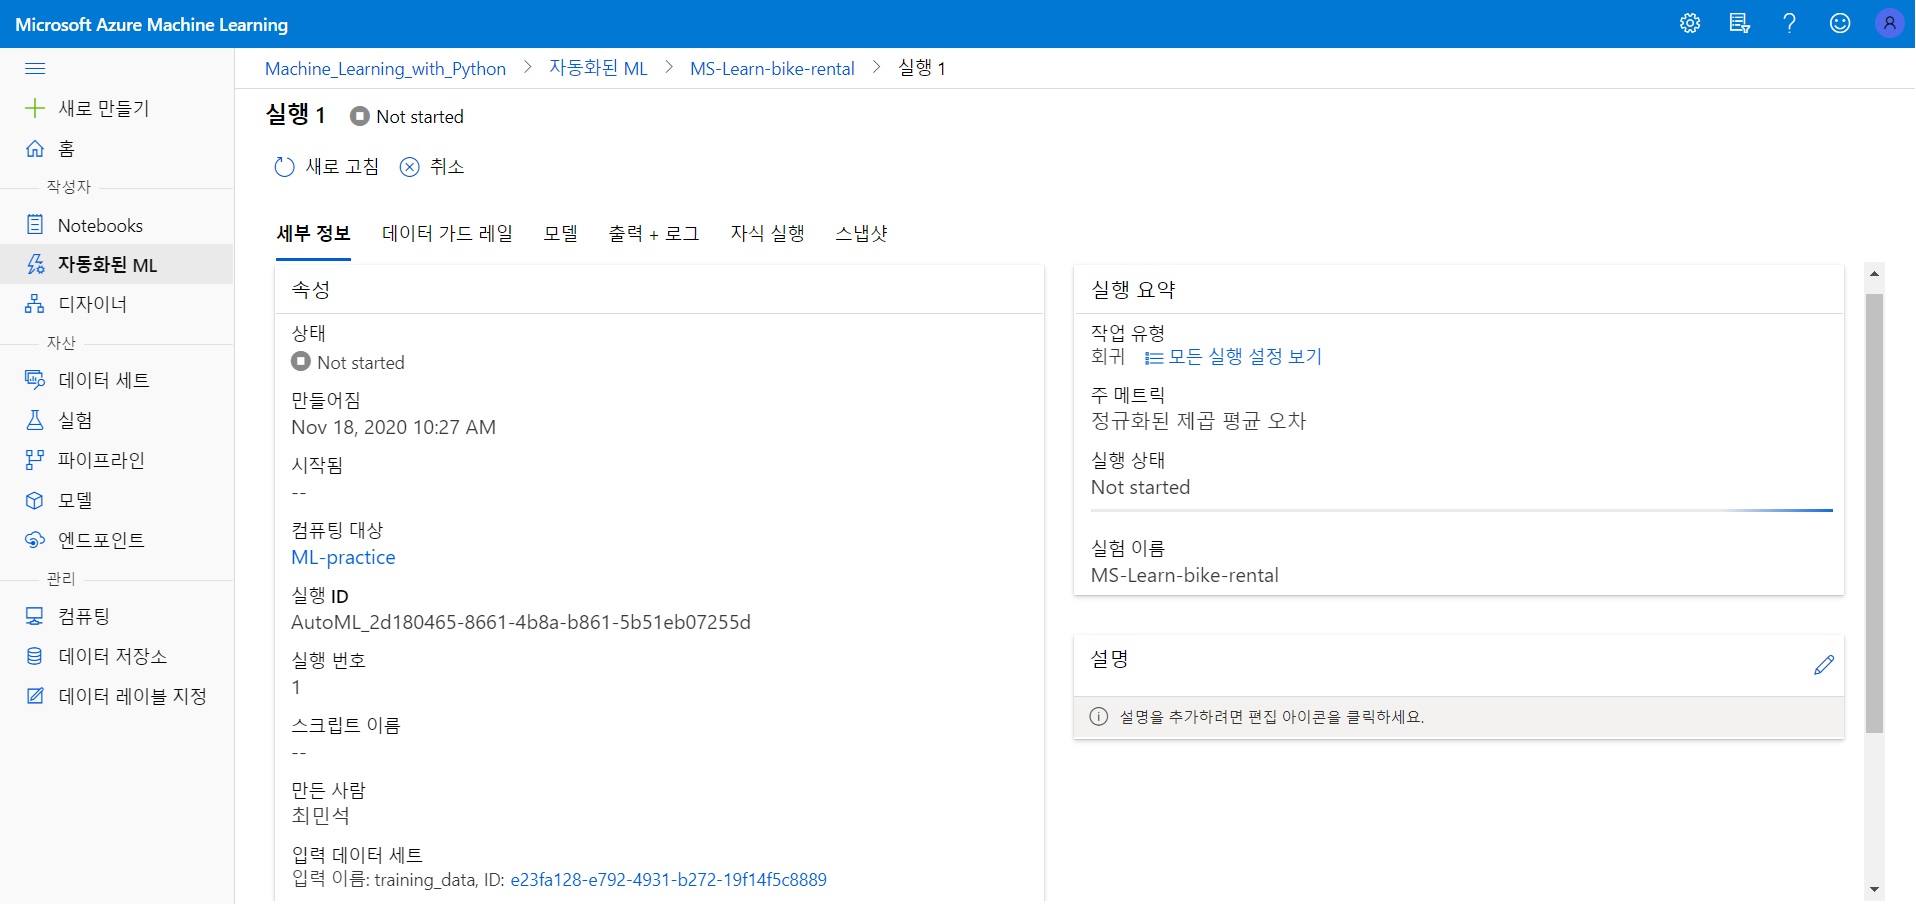 Microsoft Azure Machine Learning
Machine_Learning_with_Python > 자동화된 ML > MS-Learn-bike-rental > 실행 1
새로 만들기
홈
작성자
Notebooks
자동화된 ML
디자이너
자산
데이터 세트
실험
파이프라인
모델
엔드포인트
관리
컴퓨팅
데이터 저장소
데이터 레이블 지정
실행 1 Not started
새로 고침 취소
세부 정보 데이터 가드 레일 모델 출력 + 로그 자식 실행 스냅샷
속성
상태
Not started
만들어짐
Nov 18, 2020 10:27 AM
시작됨
--
컴퓨팅 대상
ML-practice
실행 ID
AutoML_2d180465-8661-4b8a-b861-5b51eb07255d
실행 번호
1
스크립트 이름
--
만든 사람
최민석
입력 데이터 세트
입력 이름: training_data, ID: e23fa128-e792-4931-b272-19f14f5c8889
실행 요약
작업 유형
회귀 모든 실행 설정 보기
주 메트릭
정규화된 제곱 평균 오차
실행 상태
Not started
실험 이름
MS-Learn-bike-rental
설명
설명을 추가하려면 편집 아이콘을 클릭하세요.